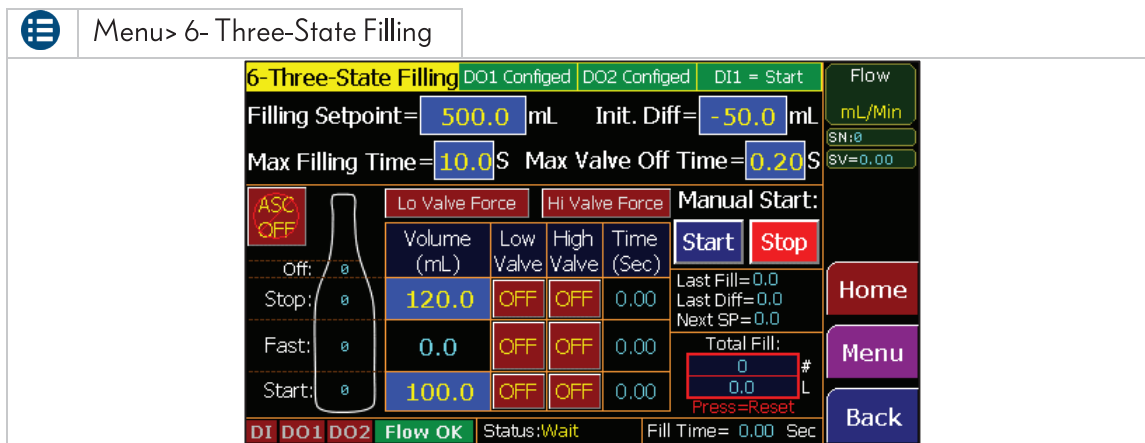 Menu> 6- Three-State Filling
6-Three-State Filling DO1 Configed DO2 Configed DI1 = Start
Flow
mL/Min
SN:0
SV=0.00
Filling Setpoint= 500.0 mL Init. Diff= -50.0 mL
Max Filling Time= 10.0 S Max Valve Off Time= 0.20 S
ASC OFF
Lo Valve Force Hi Valve Force Manual Start:
Volume (mL) Low Valve High Valve Time (Sec)
Start Stop
Off: 0
Stop: 0 120.0 OFF OFF 0.00
Fast: 0 0.0 OFF OFF 0.00
Start: 0 100.0 OFF OFF 0.00
Last Fill=0.0
Last Diff=0.0
Next SP=0.0
Total Fill:
0 #
0.0 L
Press=Reset
Home
Menu
Back
DI DO1 DO2 Flow OK Status:Wait Fill Time= 0.00 Sec